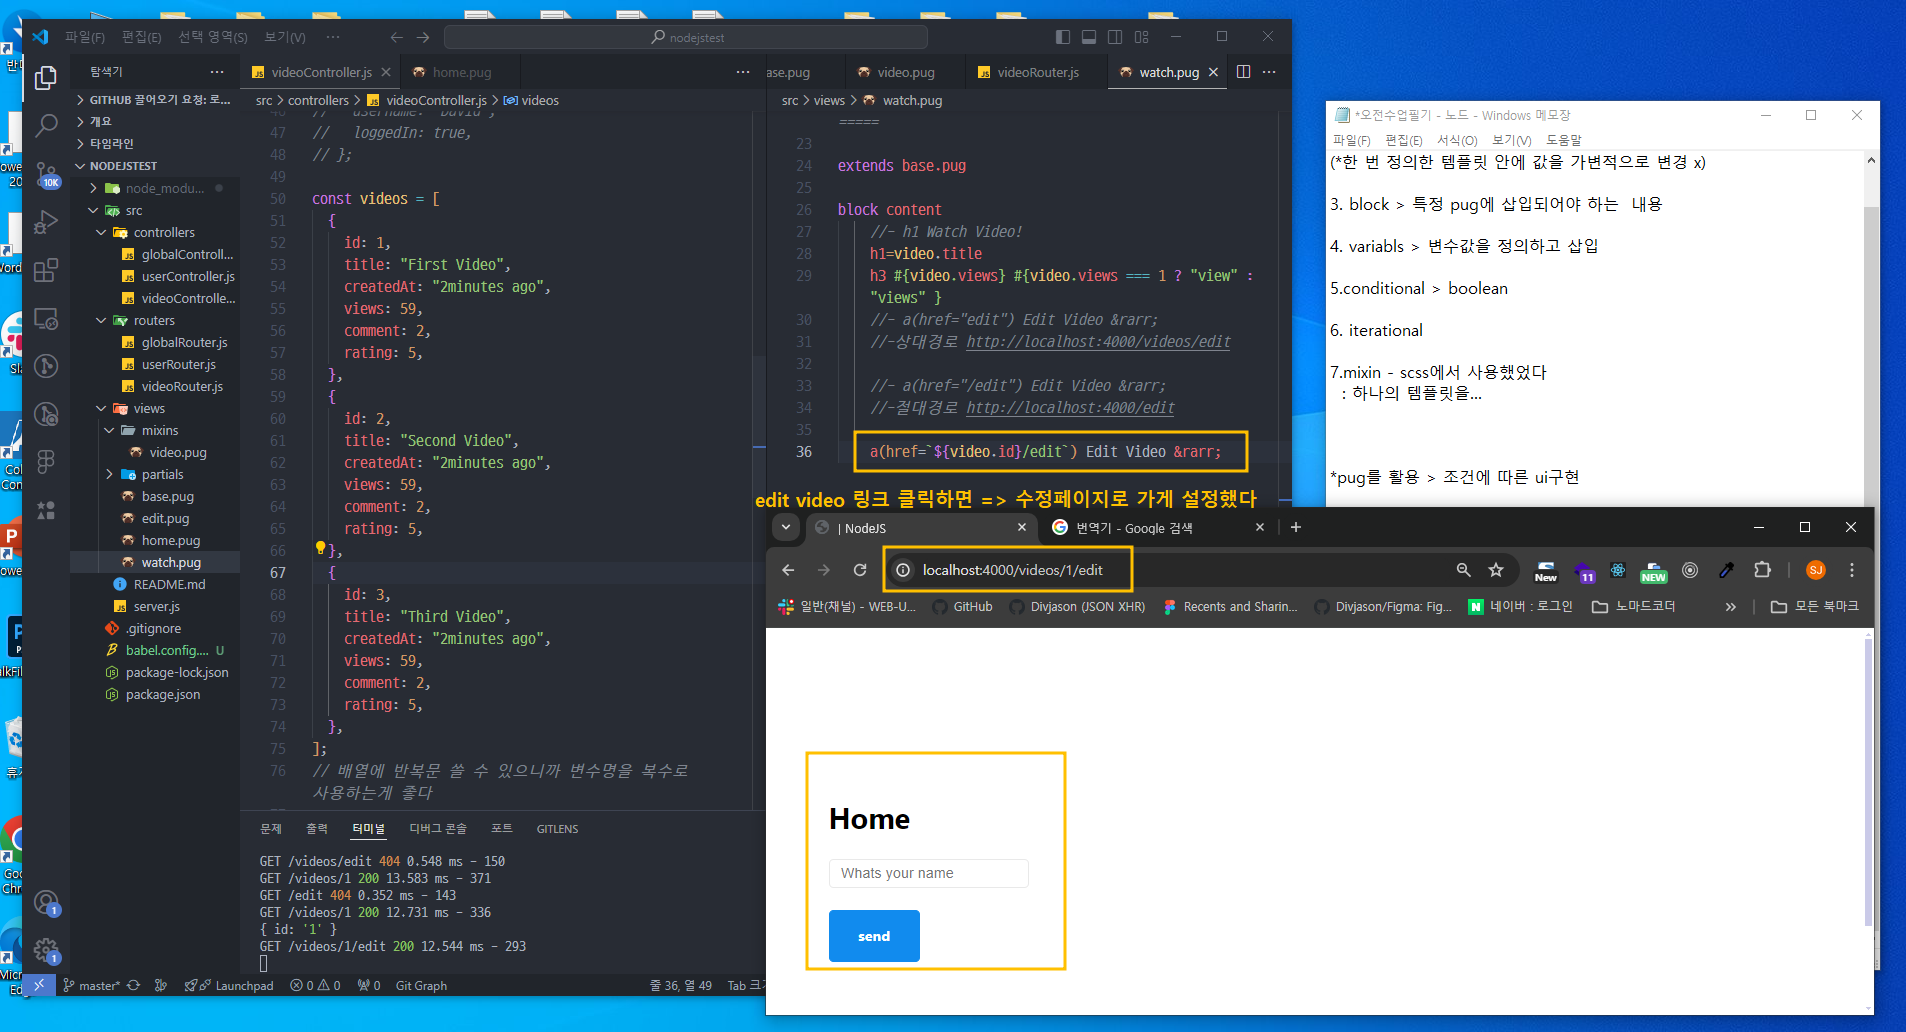 파일(F) 편집(E) 선택 영역(S) 보기(V) ··· nodejstest
탐색기 ···
GITHUB 끌어오기 요청: 로...
개요
타임라인
NODEJSTEST
node_modu...
src
controllers
globalControll...
userController.js
videoControlle...
routers
globalRouter.js
userRouter.js
videoRouter.js
views
mixins
video.pug
partials
base.pug
edit.pug
home.pug
watch.pug
README.md
server.js
.gitignore
babel.config.... U
package-lock.json
package.json
10K
1
1
videoController.js home.pug ···
src > controllers > videoController.js > videos
46 // username: "David",
47 // loggedIn: true,
48 // };
49
50 const videos = [
51 {
52 id: 1,
53 title: "First Video",
54 createdAt: "2minutes ago",
55 views: 59,
56 comment: 2,
57 rating: 5,
58 },
59 {
60 id: 2,
61 title: "Second Video",
62 createdAt: "2minutes ago",
63 views: 59,
64 comment: 2,
65 rating: 5,
66 },
67 {
68 id: 3,
69 title: "Third Video",
70 createdAt: "2minutes ago",
71 views: 59,
72 comment: 2,
73 rating: 5,
74 },
75 ];
76 // 배열에 반복문 쓸 수 있으니까 변수명을 복수로
사용하는게 좋다
문제 출력 터미널 디버그 콘솔 포트 GITLENS
GET /videos/edit 404 0.548 ms - 150
GET /videos/1 200 13.583 ms - 371
GET /edit 404 0.352 ms - 143
GET /videos/1 200 12.731 ms - 336
{ id: '1' }
GET /videos/1/edit 200 12.544 ms - 293
master* Launchpad 0 0 0 Git Graph 줄 36, 열 49 Tab 크기
ase.pug video.pug videoRouter.js watch.pug ···
src > views > watch.pug
=====
23
24 extends base.pug
25
26 block content
27 //- h1 Watch Video!
28 h1=video.title
29 h3 #{video.views} #{video.views === 1 ? "view" :
"views" }
30 //- a(href="edit") Edit Video &rarr;
31 //-상대경로 http://localhost:4000/videos/edit
32
33 //- a(href="/edit") Edit Video &rarr;
34 //-절대경로 http://localhost:4000/edit
35
36 a(href=`${video.id}/edit`) Edit Video &rarr;
edit video 링크 클릭하면 => 수정페이지로 가게 설정했다
*오전수업필기 - 노드 - Windows 메모장
파일(F) 편집(E) 서식(O) 보기(V) 도움말
(*한 번 정의한 템플릿 안에 값을 가변적으로 변경 x)
3. block > 특정 pug에 삽입되어야 하는 내용
4. variabls > 변수값을 정의하고 삽입
5.conditional > boolean
6. iterational
7.mixin - scss에서 사용했었다
: 하나의 템플릿을...
*pug를 활용 > 조건에 따른 ui구현
| NodeJS 번역기 - Google 검색
localhost:4000/videos/1/edit
New 11 NEW SJ
일반(채널) - WEB-U... GitHub Divjason (JSON XHR) Recents and Sharin... Divjason/Figma: Fig... 네이버 : 로그인 노마드코더 » 모든 북마크
Home
Whats your name
send